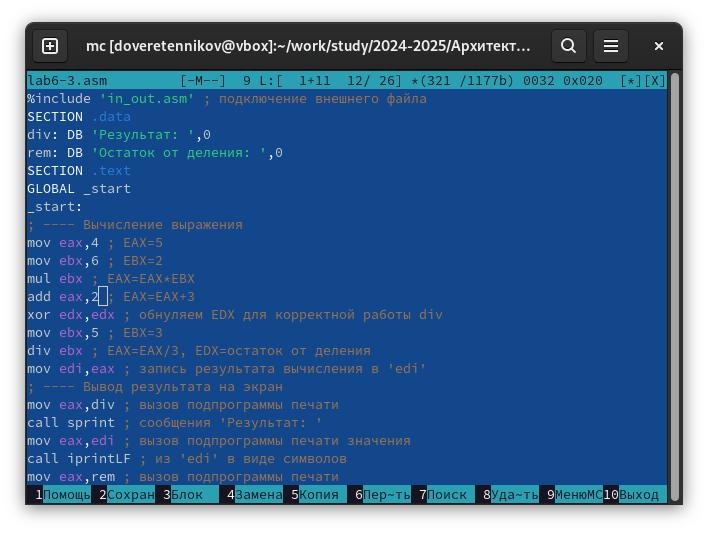 mc [doveretennikov@vbox]:~/work/study/2024-2025/Архитект...
lab6-3.asm [-M--] 9 L:[ 1+11 12/ 26] *(321 /1177b) 0032 0x020 [*][X]
%include 'in_out.asm' ; подключение внешнего файла
SECTION .data
div: DB 'Результат: ',0
rem: DB 'Остаток от деления: ',0
SECTION .text
GLOBAL _start
_start:
; ---- Вычисление выражения
mov eax,4 ; EAX=5
mov ebx,6 ; EBX=2
mul ebx ; EAX=EAX*EBX
add eax,2 ; EAX=EAX+3
xor edx,edx ; обнуляем EDX для корректной работы div
mov ebx,5 ; EBX=3
div ebx ; EAX=EAX/3, EDX=остаток от деления
mov edi,eax ; запись результата вычисления в 'edi'
; ---- Вывод результата на экран
mov eax,div ; вызов подпрограммы печати
call sprint ; сообщения 'Результат: '
mov eax,edi ; вызов подпрограммы печати значения
call iprintLF ; из 'edi' в виде символов
mov eax,rem ; вызов подпрограммы печати
1Помощь 2Сохран 3Блок 4Замена 5Копия 6Пер~ть 7Поиск 8Уда~ть 9МенюМС 10Выход